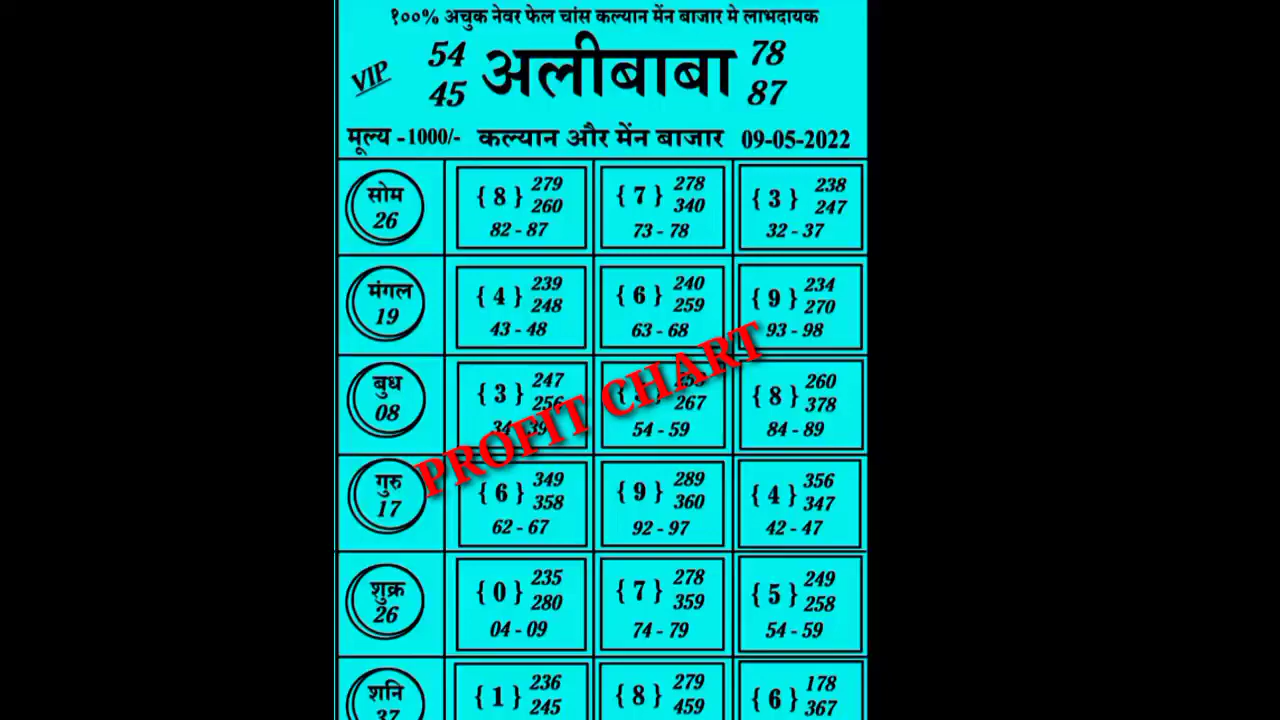 १००% अचुक नेवर फेल चांस कल्यान मेंन बाजार मे लाभदायक
VIP 54 45 अलीबाबा 78 87
मूल्य -1000/- कल्यान और मेंन बाजार 09-05-2022
सोम 26
{ 8 } 279 260
82 - 87
{ 7 } 278 340
73 - 78
{ 3 } 238 247
32 - 37
मंगल 19
{ 4 } 239 248
43 - 48
{ 6 } 240 259
63 - 68
{ 9 } 234 270
93 - 98
बुध 08
{ 3 } 247 256
34 - 39
267
54 - 59
{ 8 } 260 378
84 - 89
PROFIT CHART
गुरु 17
{ 6 } 349 358
62 - 67
{ 9 } 289 360
92 - 97
{ 4 } 356 347
42 - 47
शुक्र 26
{ 0 } 235 280
04 - 09
{ 7 } 278 359
74 - 79
{ 5 } 249 258
54 - 59
शनि 37
{ 1 } 236 245
{ 8 } 279 459
{ 6 } 178 367